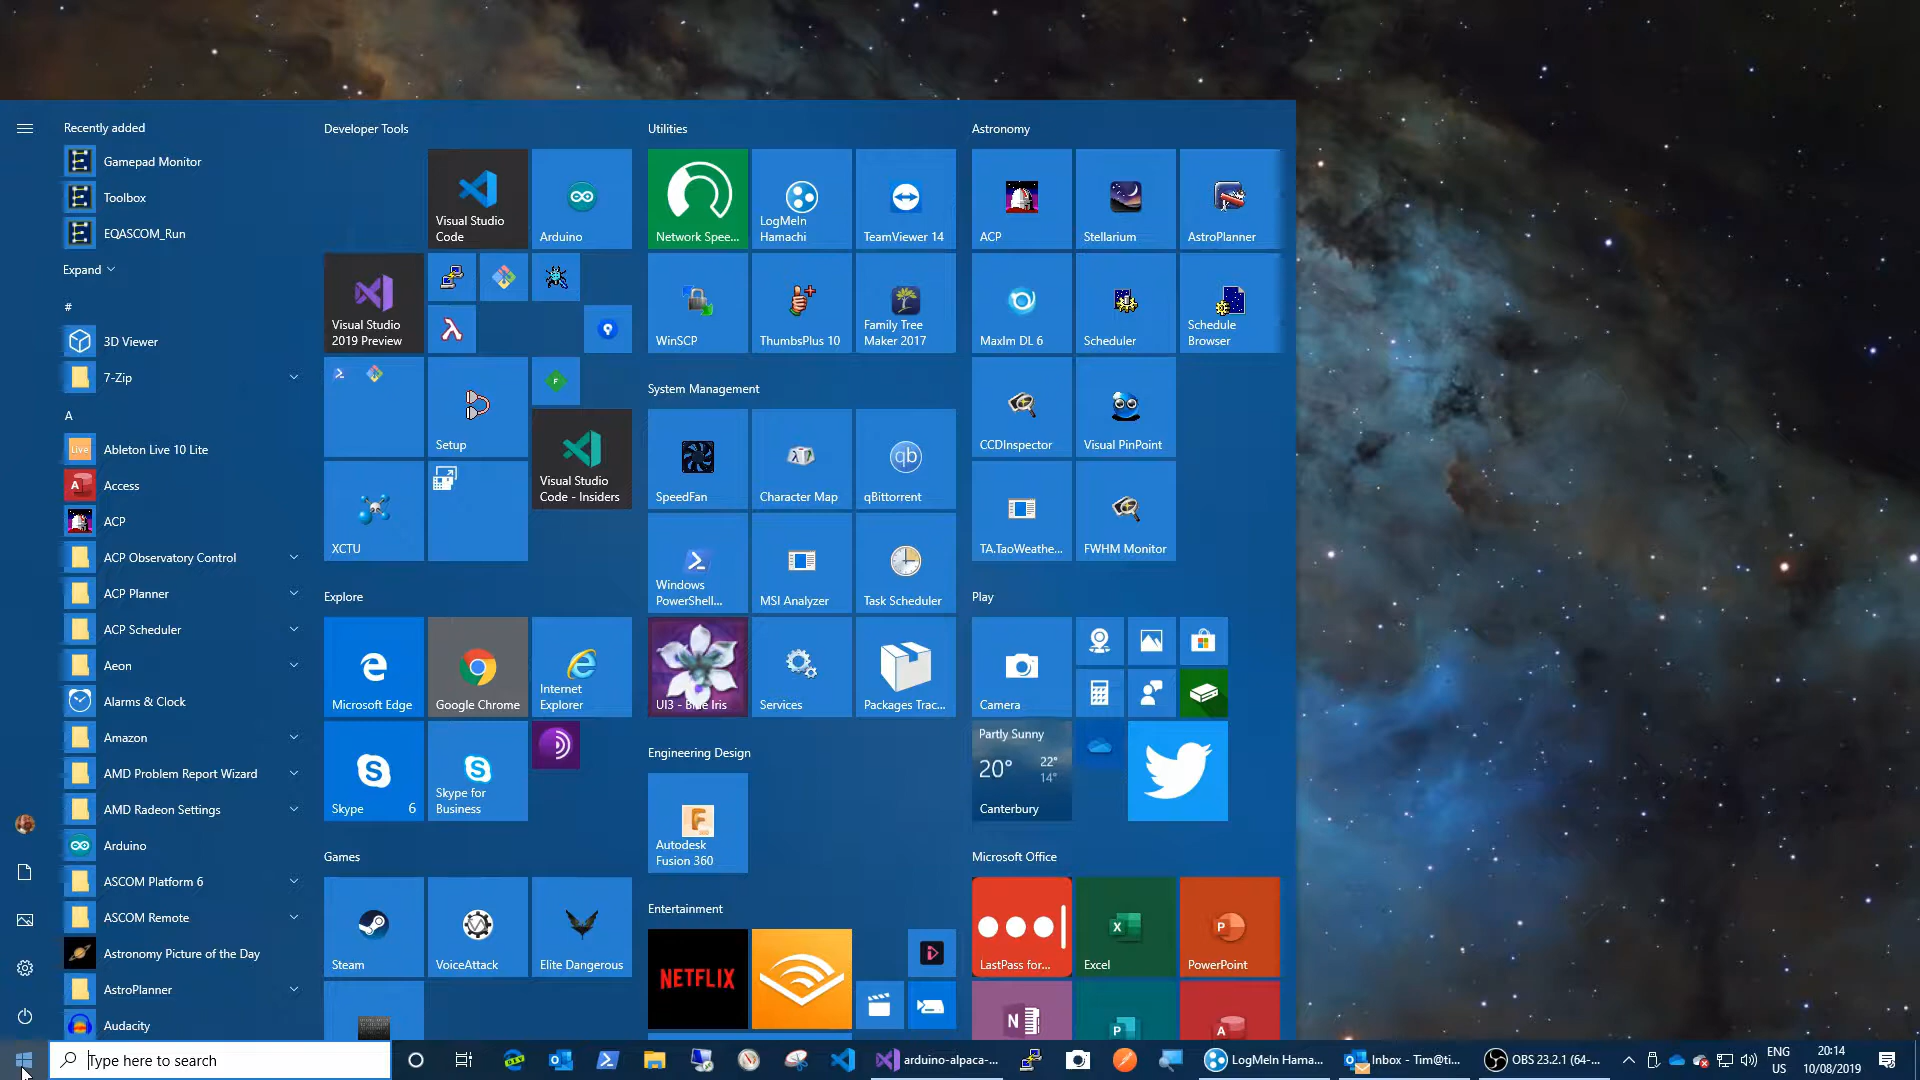 Recently added
Gamepad Monitor
Toolbox
EQASCOM_Run
Expand
#
3D Viewer
7-Zip
A
Live
Ableton Live 10 Lite
Access
ACP
ACP Observatory Control
ACP Planner
ACP Scheduler
Aeon
Alarms & Clock
Amazon
AMD Problem Report Wizard
AMD Radeon Settings
Arduino
ASCOM Platform 6
ASCOM Remote
Astronomy Picture of the Day
AstroPlanner
Audacity
Developer Tools
Visual Studio
Code
Arduino
Visual Studio
2019 Preview
Setup
Visual Studio
Code - Insiders
XCTU
Explore
Microsoft Edge
Google Chrome
Internet
Explorer
Skype 6
Skype for
Business
Games
Steam
VoiceAttack
Elite Dangerous
Utilities
Network Spee...
LogMeIn
Hamachi
TeamViewer 14
WinSCP
ThumbsPlus 10
Family Tree
Maker 2017
System Management
SpeedFan
Character Map
qb
qBittorrent
Windows
PowerShell...
MSI Analyzer
Task Scheduler
UI3 - Blue Iris
Services
Packages Trac...
Engineering Design
Autodesk
Fusion 360
Entertainment
NETFLIX
Astronomy
ACP
Stellarium
AstroPlanner
MaxIm DL 6
Scheduler
Schedule
Browser
CCDInspector
Visual PinPoint
TA.TaoWeathe...
FWHM Monitor
Play
Camera
Partly Sunny
20° 22°
14°
Canterbury
Microsoft Office
LastPass for...
Excel
PowerPoint
Type here to search
arduino-alpaca-...
LogMeIn Hama...
Inbox - Tim@ti...
OBS 23.2.1 (64-...
ENG
US
20:14
10/08/2019